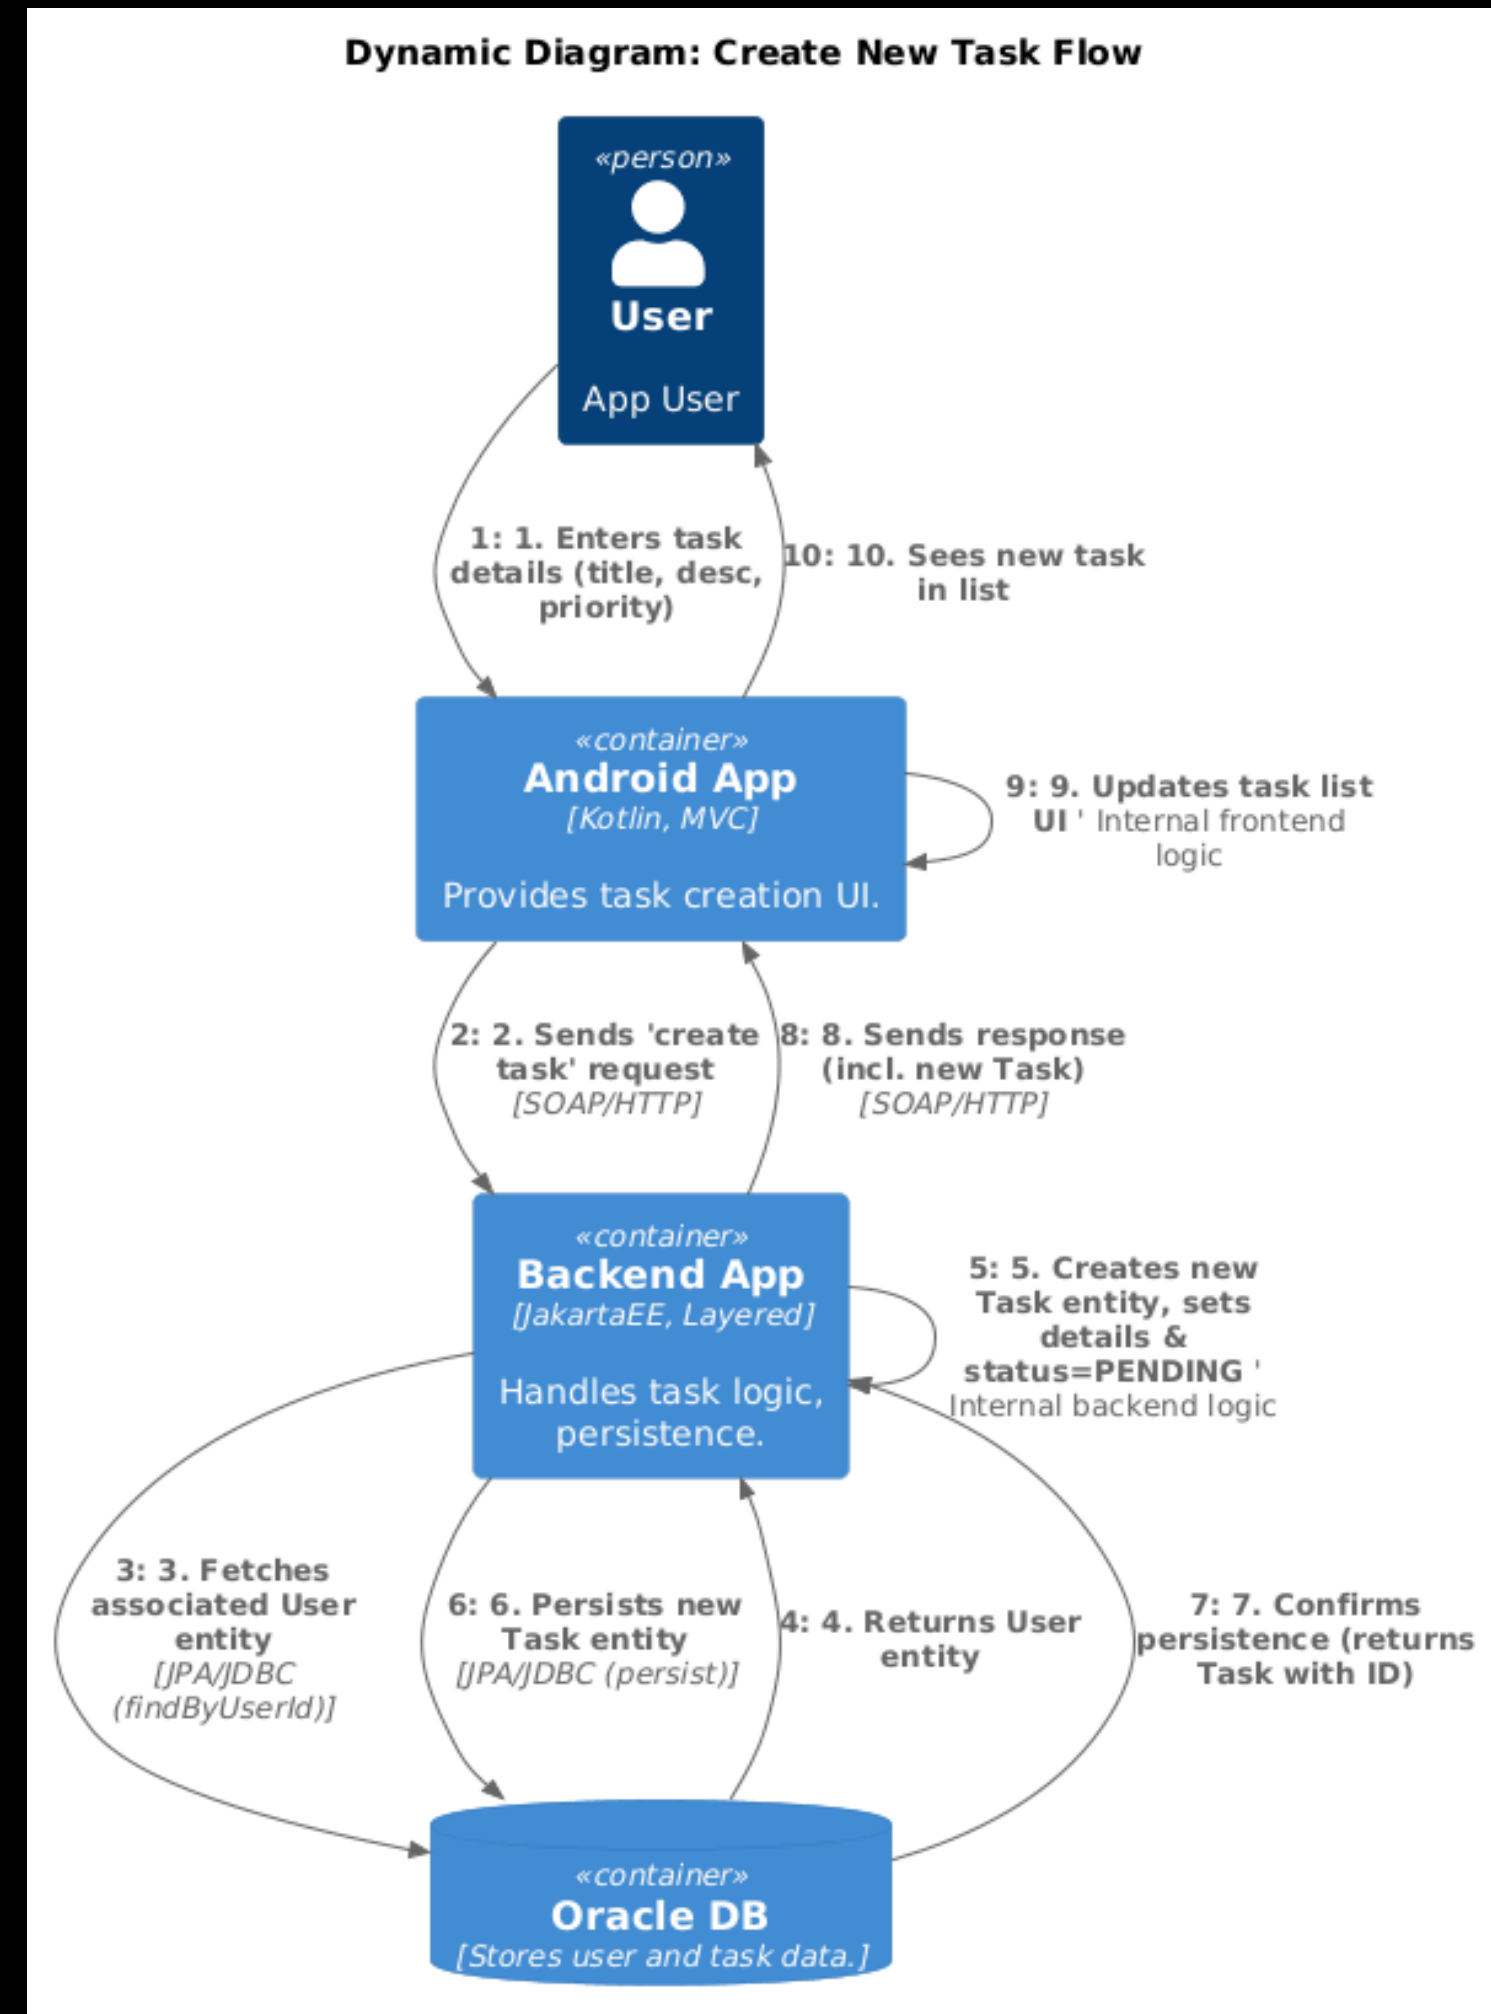 Dynamic Diagram: Create New Task Flow
«person»
User
App User
1: 1. Enters task
details (title, desc,
priority)
10: 10. Sees new task
in list
«container»
Android App
[Kotlin, MVC]
Provides task creation UI.
9: 9. Updates task list
UI ' Internal frontend
logic
2: 2. Sends 'create
task' request
[SOAP/HTTP]
8: 8. Sends response
(incl. new Task)
[SOAP/HTTP]
«container»
Backend App
[JakartaEE, Layered]
Handles task logic,
persistence.
5: 5. Creates new
Task entity, sets
details &
status=PENDING '
Internal backend logic
3: 3. Fetches
associated User
entity
[JPA/JDBC
(findByUserId)]
6: 6. Persists new
Task entity
[JPA/JDBC (persist)]
4: 4. Returns User
entity
7: 7. Confirms
persistence (returns
Task with ID)
«container»
Oracle DB
[Stores user and task data.]